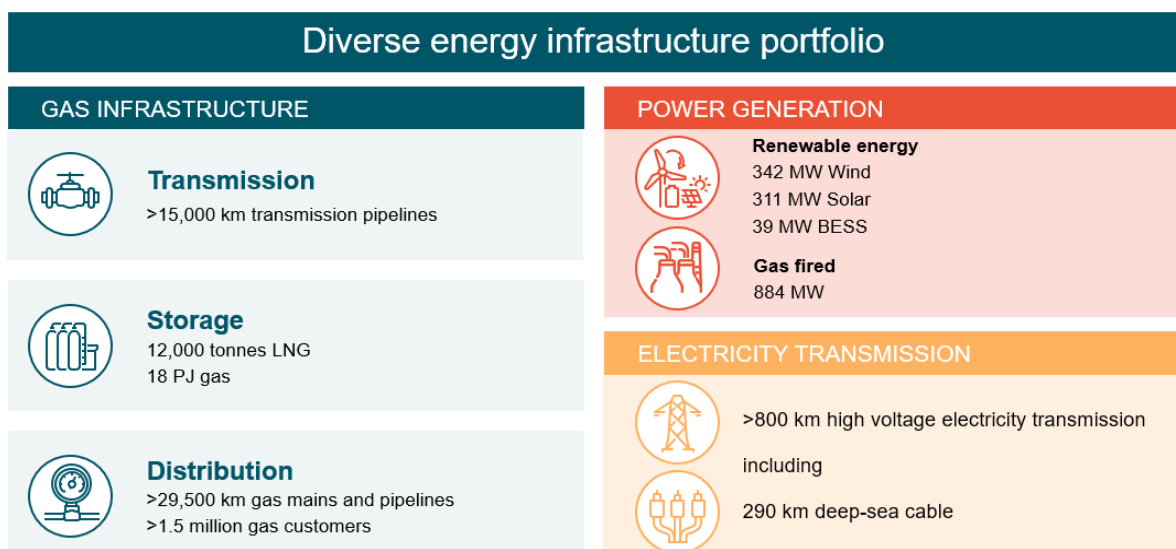 Diverse energy infrastructure portfolio
GAS INFRASTRUCTURE
Transmission
>15,000 km transmission pipelines
Storage
12,000 tonnes LNG
18 PJ gas
Distribution
>29,500 km gas mains and pipelines
>1.5 million gas customers
POWER GENERATION
Renewable energy
342 MW Wind
311 MW Solar
39 MW BESS
Gas fired
884 MW
ELECTRICITY TRANSMISSION
>800 km high voltage electricity transmission
including
290 km deep-sea cable